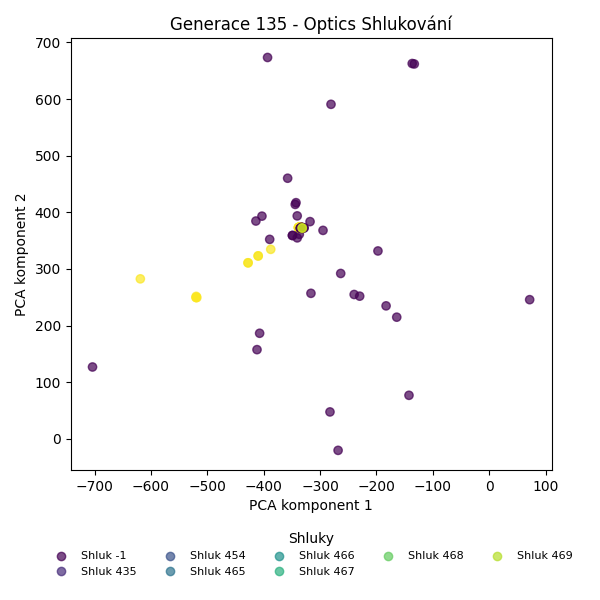 Generace 135 - Optics Shlukování
700
600
500
400
300
200
100
0
PCA komponent 2
−700 −600 −500 −400 −300 −200 −100 0 100
PCA komponent 1
Shluky
Shluk -1 Shluk 454 Shluk 466 Shluk 468 Shluk 469
Shluk 435 Shluk 465 Shluk 467